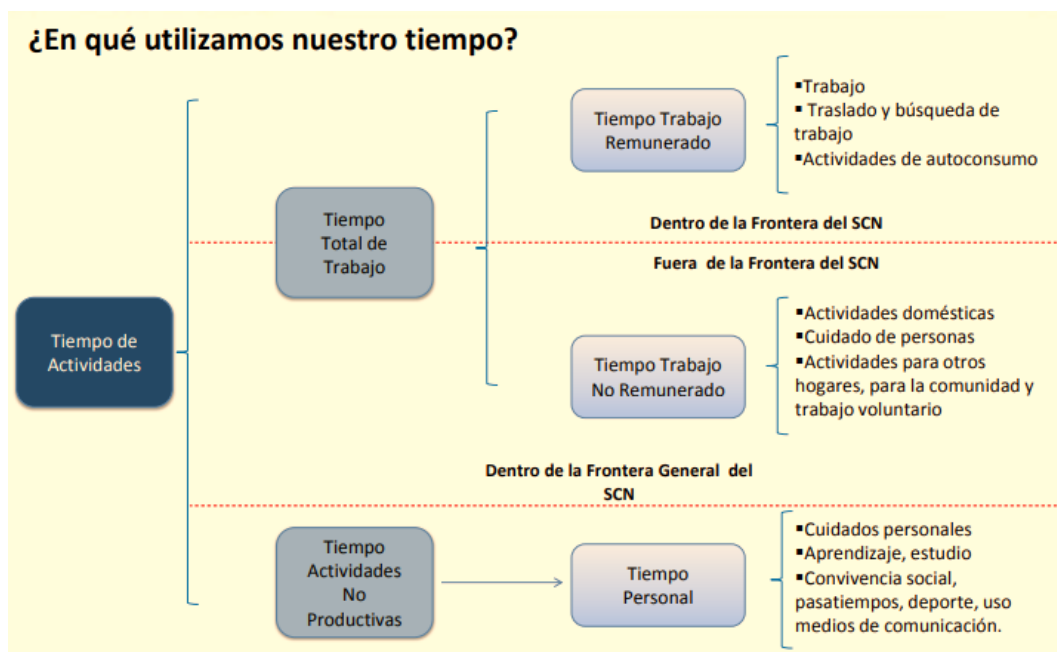 ¿En qué utilizamos nuestro tiempo?
Tiempo de
Actividades
Tiempo
Total de
Trabajo
Tiempo Trabajo
Remunerado
▪Trabajo
▪ Traslado y búsqueda de
trabajo
▪Actividades de autoconsumo
Dentro de la Frontera del SCN
Fuera de la Frontera del SCN
Tiempo Trabajo
No Remunerado
▪Actividades domésticas
▪Cuidado de personas
▪Actividades para otros
hogares, para la comunidad y
trabajo voluntario
Dentro de la Frontera General del
SCN
Tiempo
Actividades
No
Productivas
Tiempo
Personal
▪Cuidados personales
▪Aprendizaje, estudio
▪Convivencia social,
pasatiempos, deporte, uso
medios de comunicación.